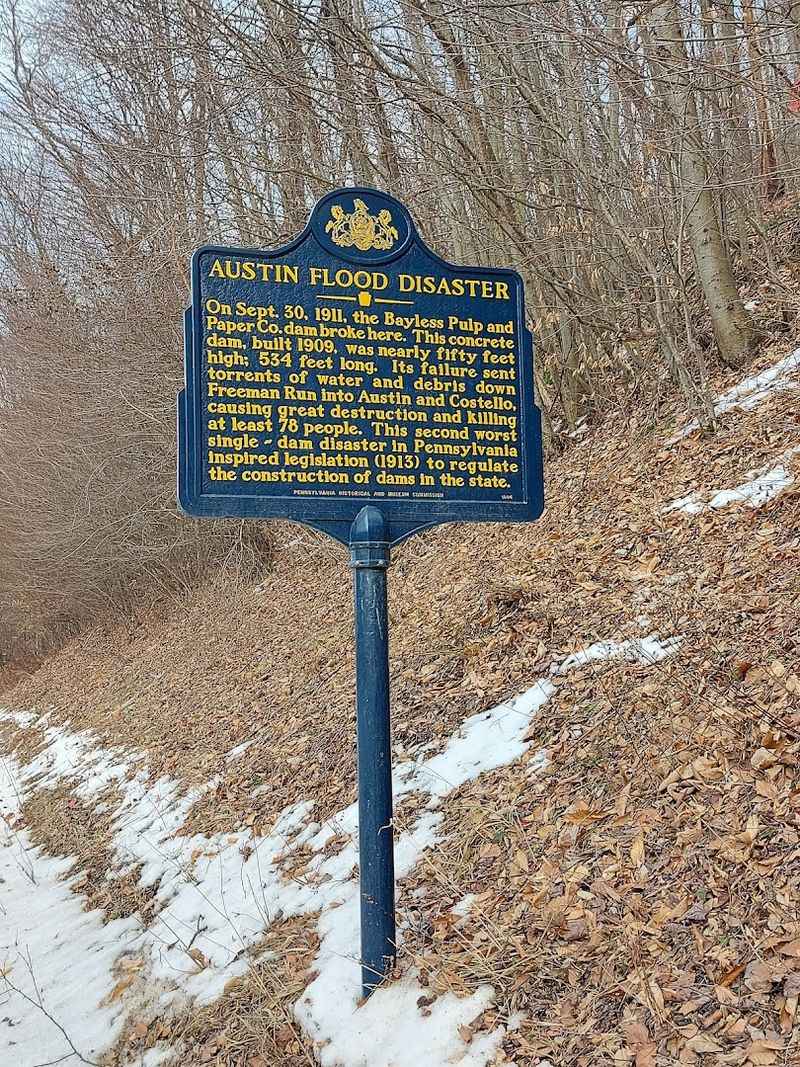 AUSTIN FLOOD DISASTER
On Sept. 30, 1911, the Bayless Pulp and
Paper Co. dam broke here. This concrete
dam, built 1909, was nearly fifty feet
high; 534 feet long. Its failure sent
torrents of water and debris down
Freeman Run into Austin and Costello,
causing great destruction and killing
at least 78 people. This second worst
single - dam disaster in Pennsylvania
inspired legislation (1913) to regulate
the construction of dams in the state.
PENNSYLVANIA HISTORICAL AND MUSEUM COMMISSION